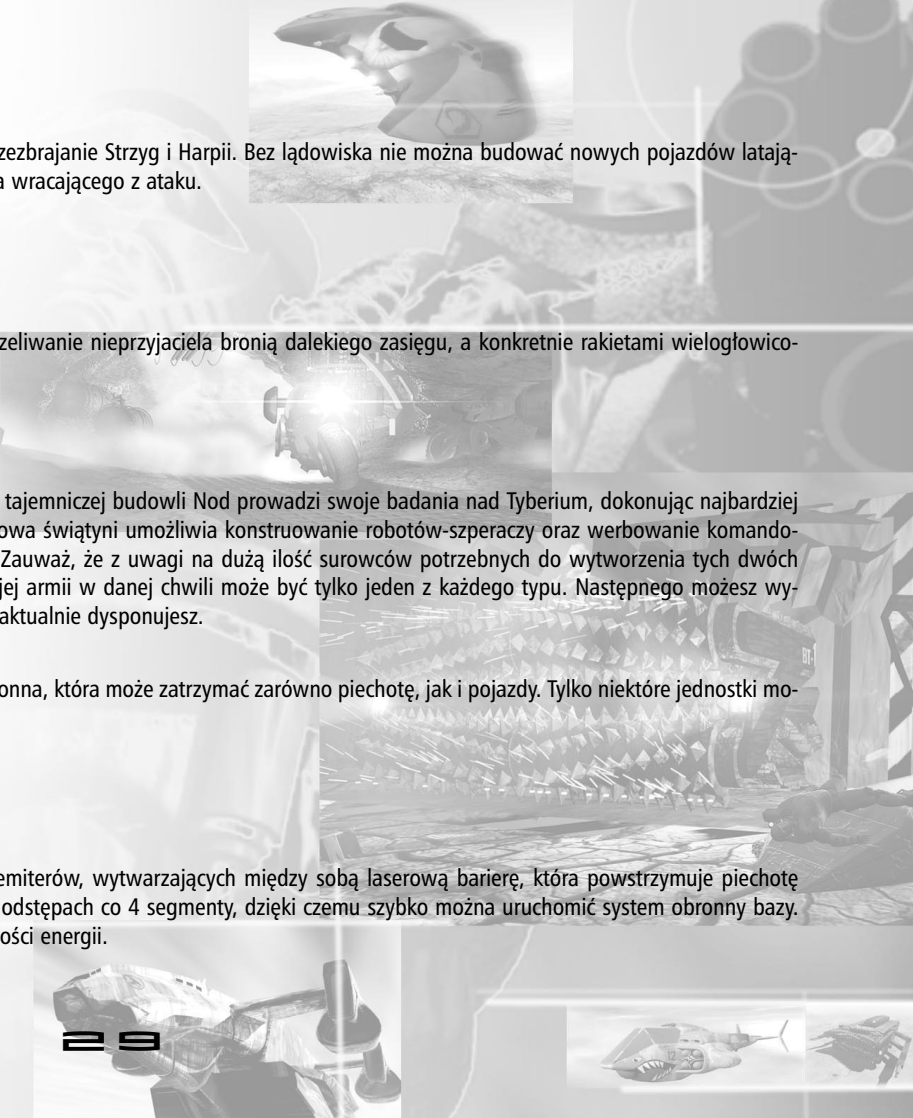 zezbrajanie Strzyg i Harpii. Bez lądowiska nie można budować nowych pojazdów latają-
a wracającego z ataku.
zeliwanie nieprzyjaciela bronią dalekiego zasięgu, a konkretnie rakietami wielogłowico-
tajemniczej budowli Nod prowadzi swoje badania nad Tyberium, dokonując najbardziej
owa świątyni umożliwia konstruowanie robotów-szperaczy oraz werbowanie komando-
Zauważ, że z uwagi na dużą ilość surowców potrzebnych do wytworzenia tych dwóch
jej armii w danej chwili może być tylko jeden z każdego typu. Następnego możesz wy-
aktualnie dysponujesz.
onna, która może zatrzymać zarówno piechotę, jak i pojazdy. Tylko niektóre jednostki mo-
emiterów, wytwarzających między sobą laserową barierę, która powstrzymuje piechotę
odstępach co 4 segmenty, dzięki czemu szybko można uruchomić system obronny bazy.
ości energii.
29